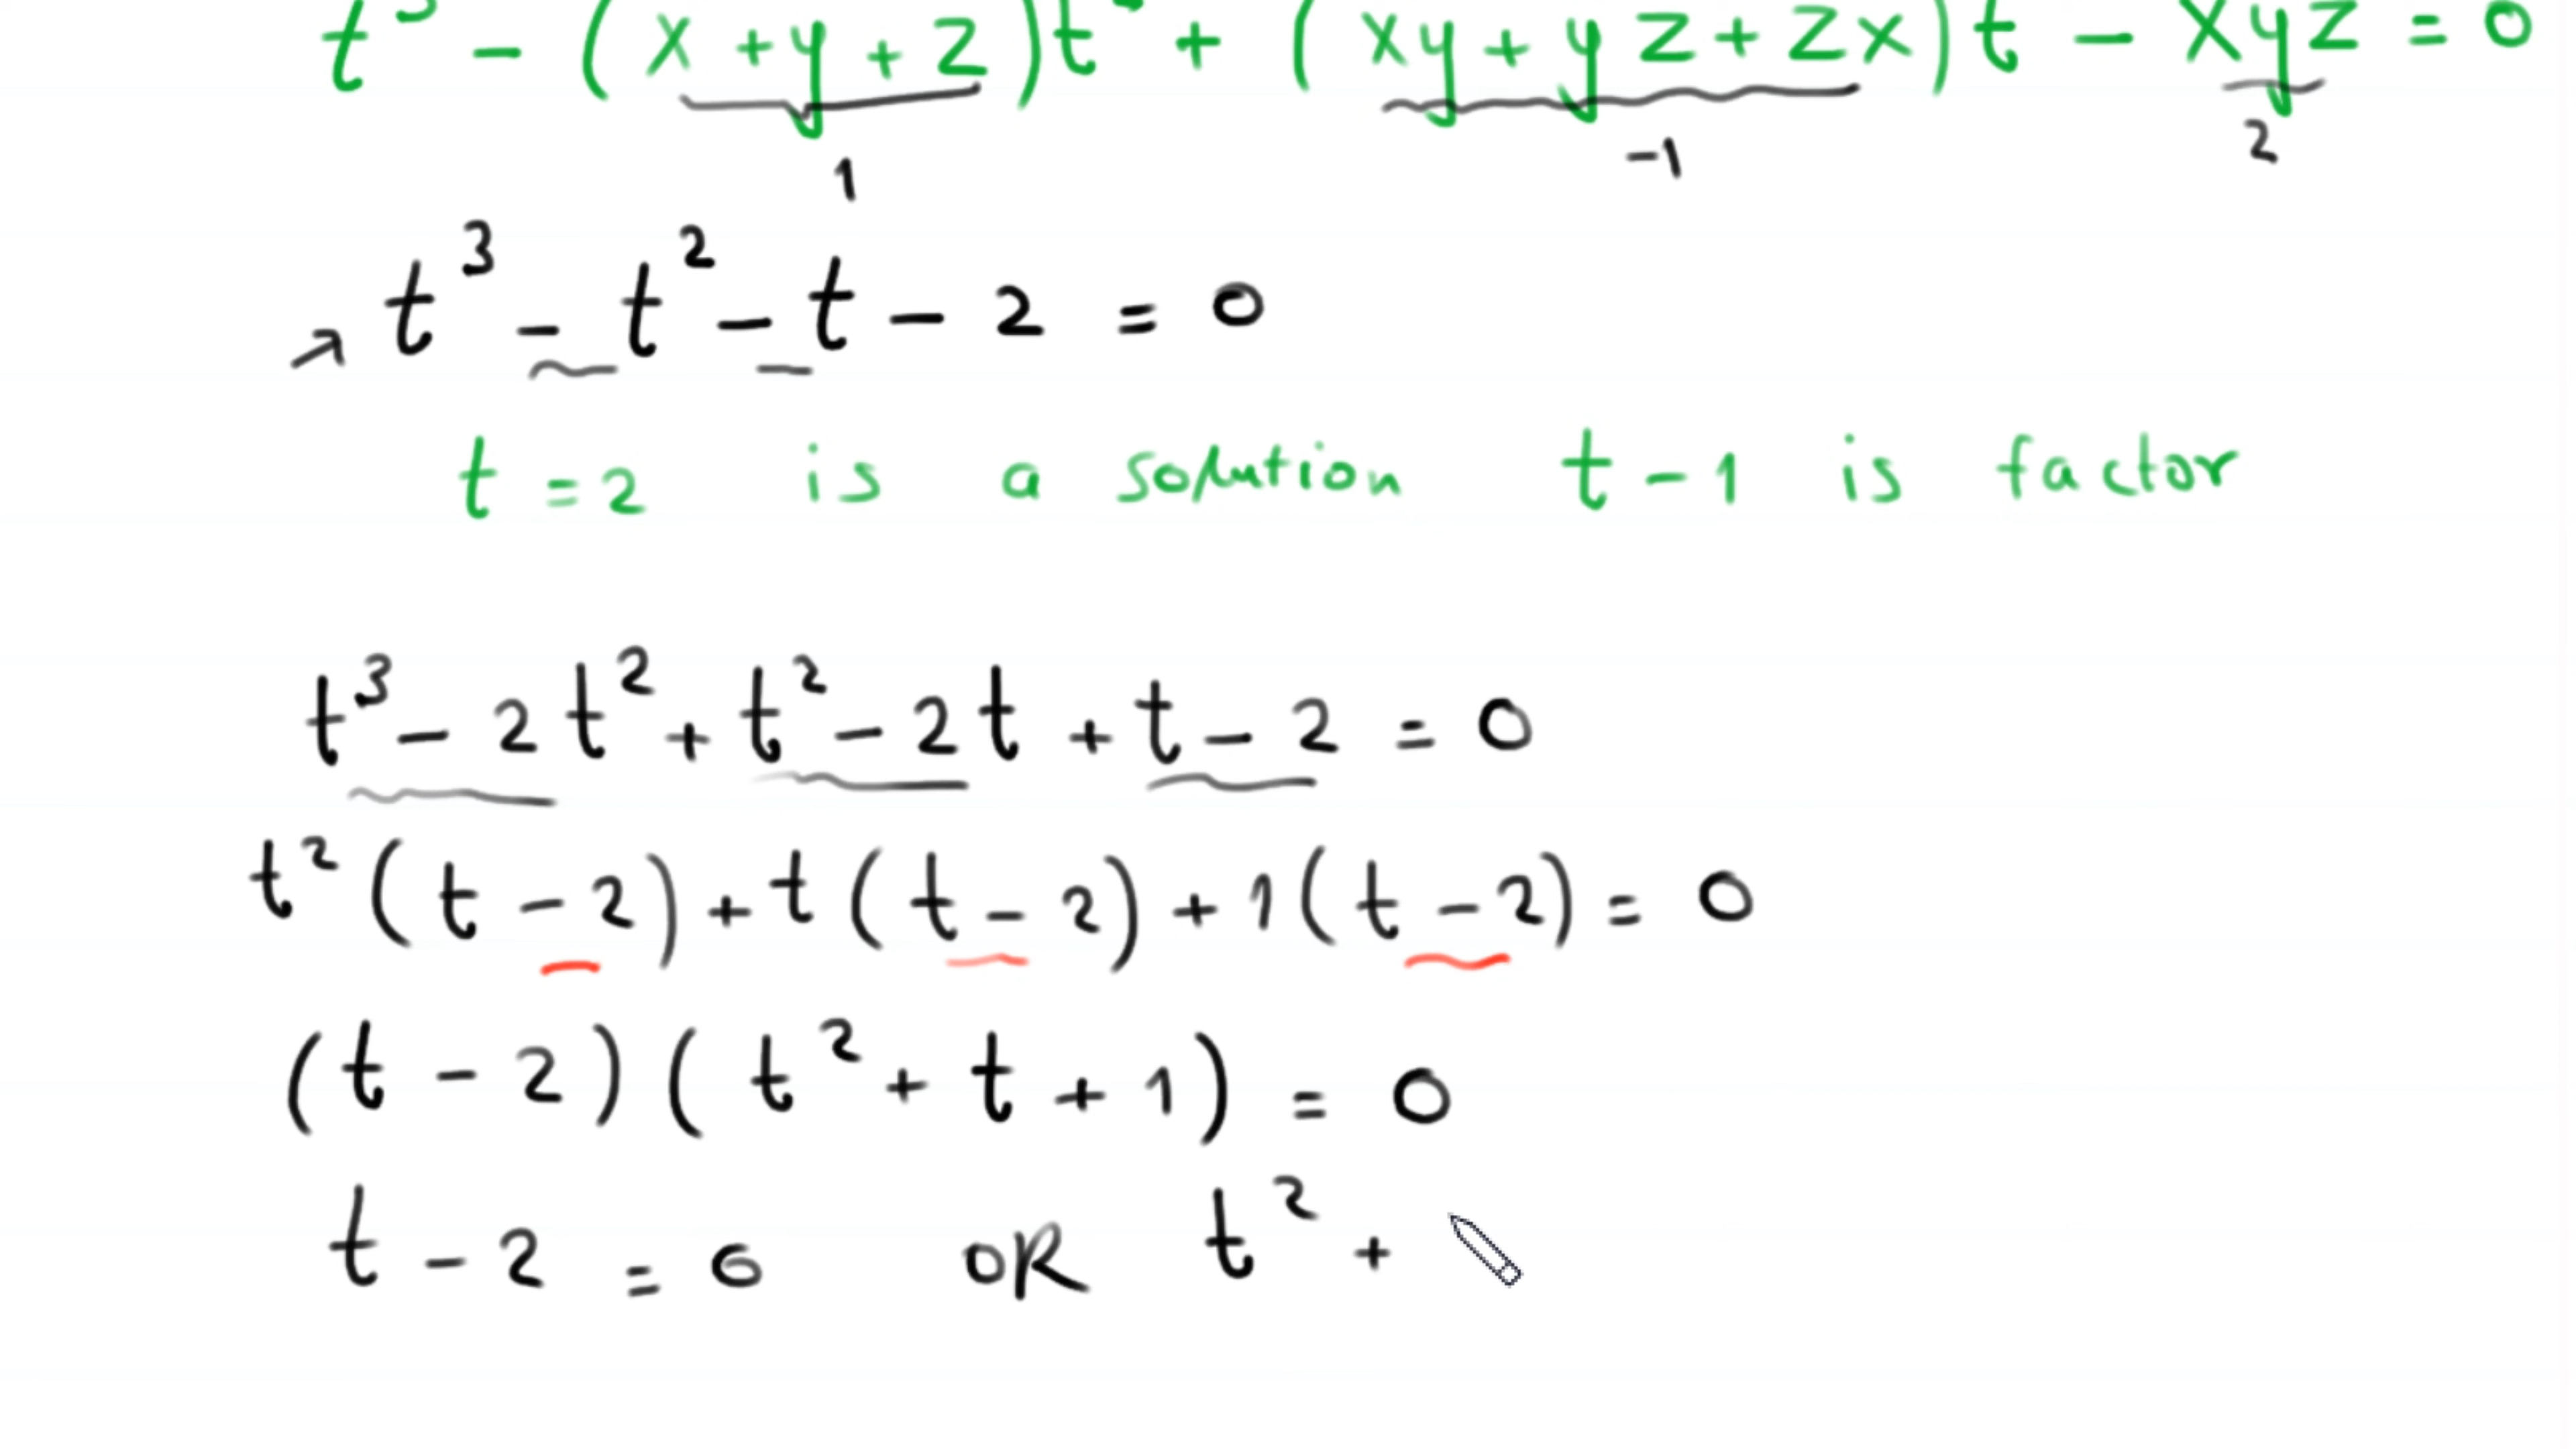 t³ - (x + y + z)t² + (xy + yz + zx)t - xyz = 0
1 -1 2
t³ - t² - t - 2 = 0
t = 2 is a solution t - 1 is factor
t³ - 2t² + t² - 2t + t - 2 = 0
t²(t - 2) + t(t - 2) + 1(t - 2) = 0
(t - 2)(t² + t + 1) = 0
t - 2 = 0 OR t² +